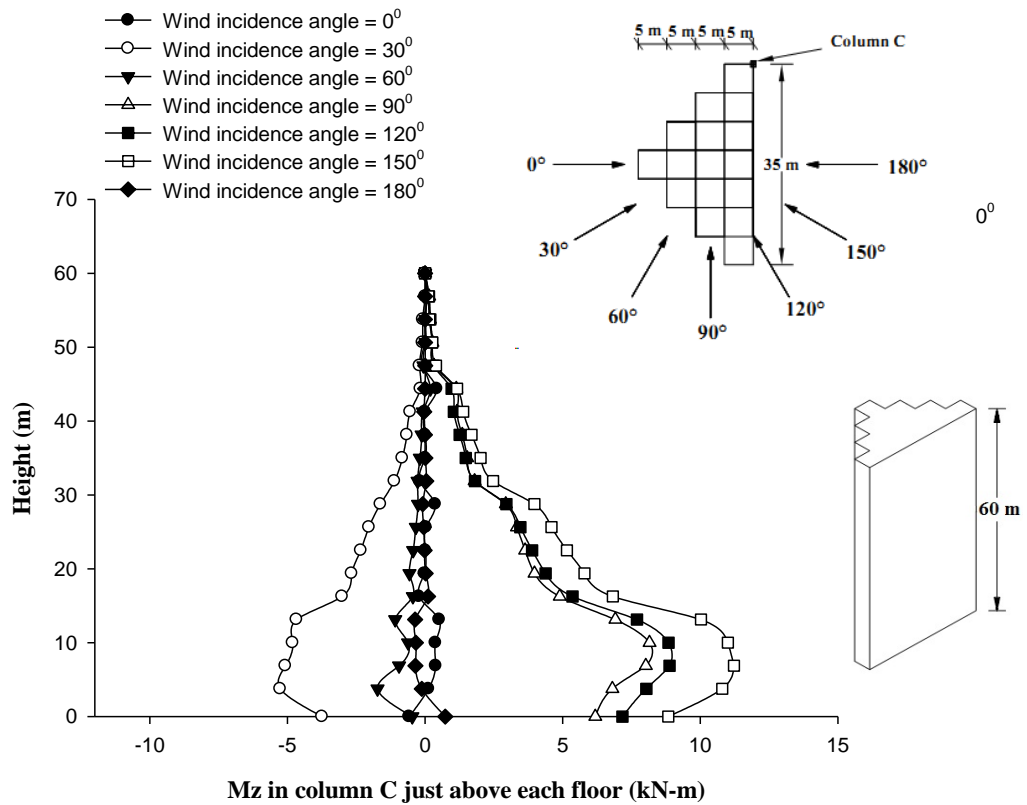 Wind incidence angle = 0⁰
Wind incidence angle = 30⁰
Wind incidence angle = 60⁰
Wind incidence angle = 90⁰
Wind incidence angle = 120⁰
Wind incidence angle = 150⁰
Wind incidence angle = 180⁰
5 m 5 m 5 m 5 m
Column C
0°
35 m
180°
30°
150°
60°
90°
120°
0⁰
60 m
70
60
50
40
30
20
10
0
Height (m)
-10 -5 0 5 10 15
Mz in column C just above each floor (kN-m)